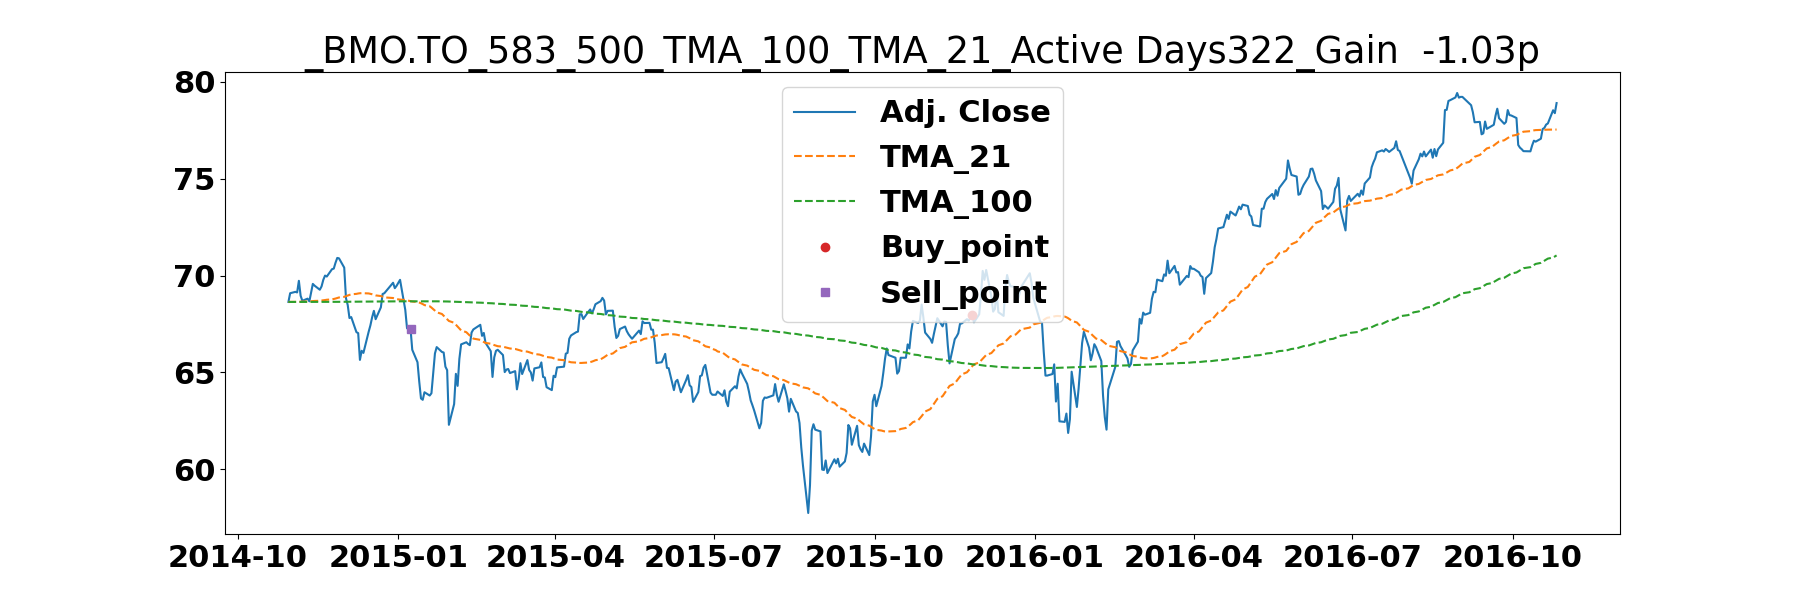 _BMO.TO_583_500_TMA_100_TMA_21_Active Days322_Gain  -1.03p
80
75
70
65
60
Adj. Close
TMA_21
TMA_100
Buy_point
Sell_point
2014-10 2015-01 2015-04 2015-07 2015-10 2016-01 2016-04 2016-07 2016-10